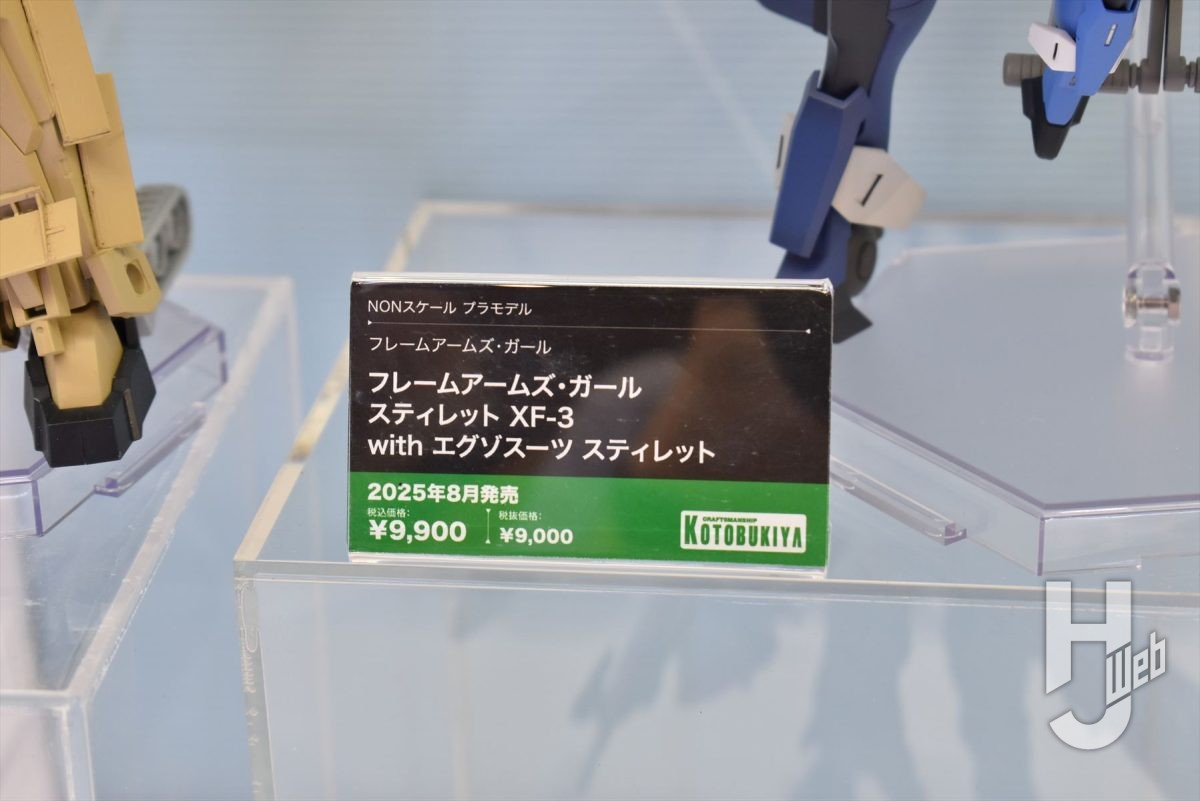 NONスケール プラモデル
フレームアームズ・ガール
フレームアームズ・ガール
スティレット XF-3
with エグゾスーツ スティレット
2025年8月発売
税込価格:
¥9,900
税抜価格:
¥9,000
CRAFTSMANSHIP
KOTOBUKIYA
HJ Web